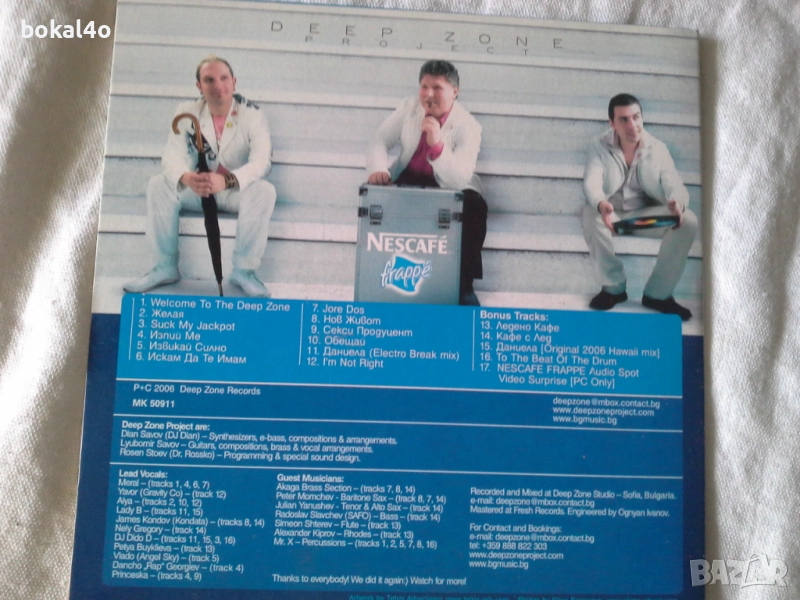 bokal4o
DEEP ZONE
PROJECT
NESCAFÉ
frappé
1. Welcome To The Deep Zone
2. Желая
3. Suck My Jackpot
4. Изпий Ме
5. Извикай Силно
6. Искам Да Те Имам
7. Jore Dos
8. Нов Живот
9. Секси Продуцент
10. Обещай
11. Даниела (Electro Break mix)
12. I'm Not Right
Bonus Tracks:
13. Ледено Кафе
14. Кафе с Лед
15. Даниела [Original 2006 Hawaii mix]
16. To The Beat Of The Drum
17. NESCAFE FRAPPE Audio Spot
Video Surprise [PC Only]
P+C 2006 Deep Zone Records
MK 50911
deepzone@mbox.contact.bg
www.deepzoneproject.com
www.bgmusic.bg
Deep Zone Project are:
Dian Savov (DJ Dian) – Synthesizers, e-bass, compositions & arrangements.
Lyubomir Savov – Guitars, compositions, brass & vocal arrangements.
Rosen Stoev (Dr. Rossko) – Programming & special sound design.
Lead Vocals:
Meral – (tracks 1, 4, 6, 7)
Yavor (Gravity Co) – (track 12)
Alya – (tracks 2, 10, 12)
Lady B – (tracks 11, 15)
James Kondov (Kondata) – (tracks 8, 14)
Nely Gregory – (track 14)
DJ Dido D – (tracks 11, 15, 3, 16)
Petya Buyklieva – (track 13)
Vlado (Angel Sky) – (track 5)
Dancho „Rap" Georgiev – (track 4)
Princeska – (tracks 4, 9)
Guest Musicians:
Akaga Brass Section – (tracks 7, 8, 14)
Peter Momchev - Baritone Sax – (track 8, 7, 14)
Julian Yanushev - Tenor & Alto Sax – (track 14)
Radoslav Slavchev (SAFO) – Bass – (track 14)
Simeon Shterev – Flute – (track 13)
Alexander Kiprov – Rhodes – (track 13)
Mr. X – Percussions – (track 1, 2, 5, 7, 8, 16)
Recorded and Mixed at Deep Zone Studio – Sofia, Bulgaria.
e-mail: deepzone@mbox.contact.bg
Mastered at Fresh Records. Engineered by Ognyan Ivanov.
For Contact and Bookings:
e-mail: deepzone@mbox.contact.bg
tel: +359 888 822 303
www.deepzoneproject.com
www.bgmusic.bg
Thanks to everybody! We did it again:) Watch for more!
BAZAR